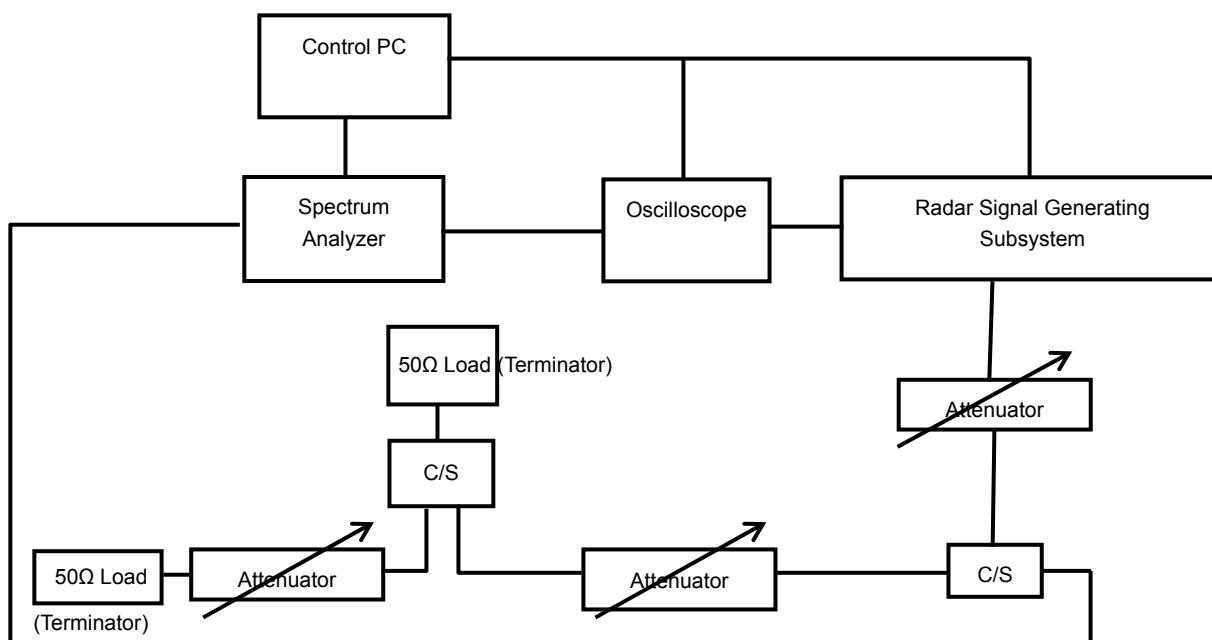 Control PC
Spectrum
Analyzer
Oscilloscope
Radar Signal Generating
Subsystem
50Ω Load (Terminator)
Attenuator
C/S
50Ω Load
(Terminator)
Attenuator
Attenuator
C/S